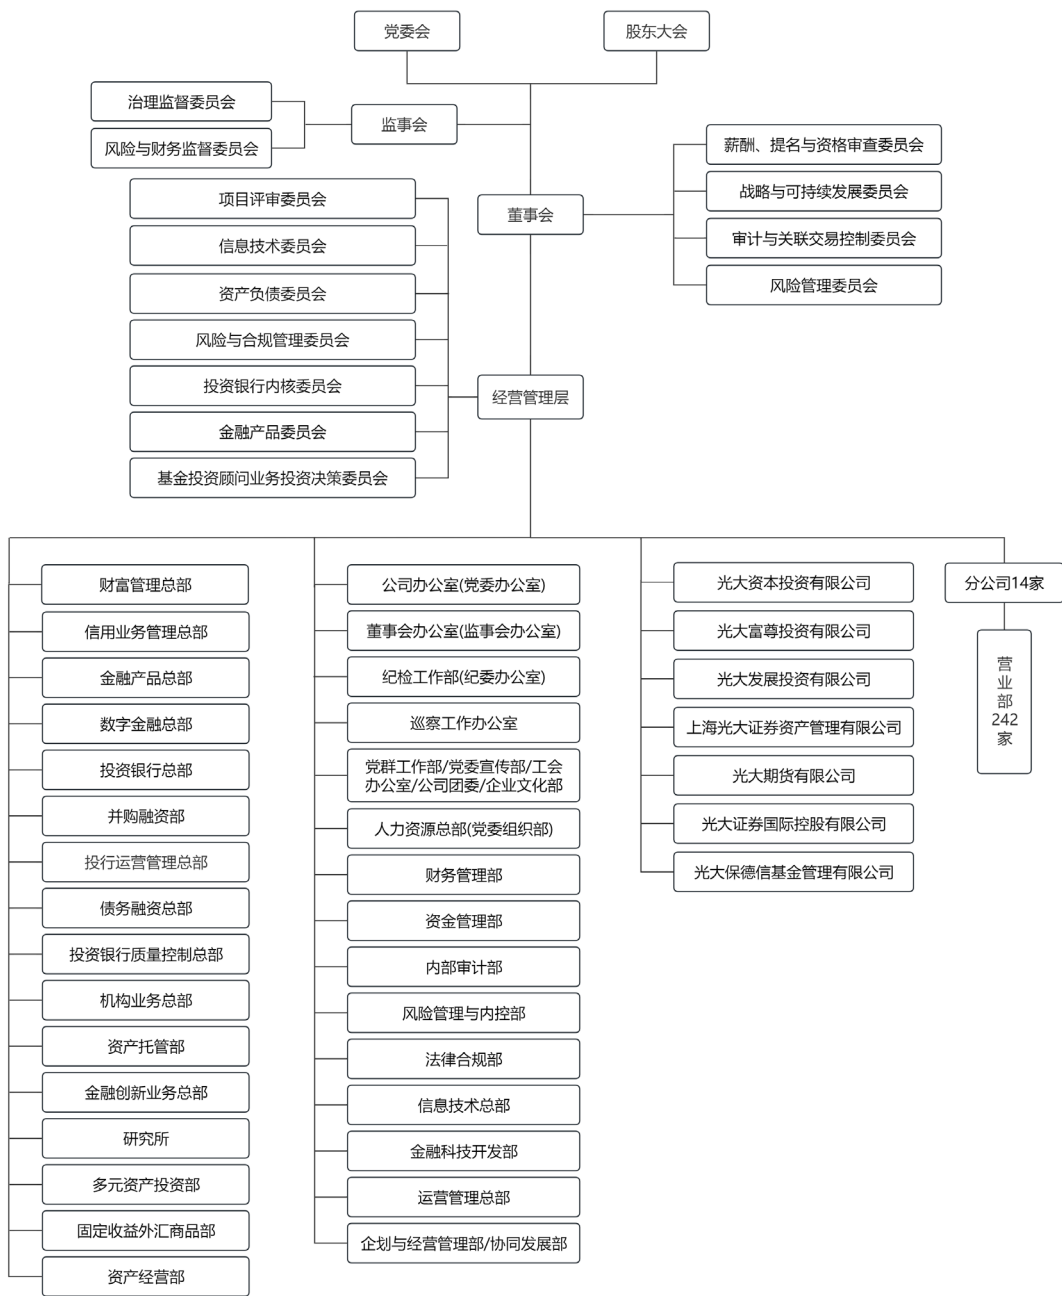 党委会
股东大会
治理监督委员会
风险与财务监督委员会
监事会
薪酬、提名与资格审查委员会
战略与可持续发展委员会
审计与关联交易控制委员会
风险管理委员会
董事会
项目评审委员会
信息技术委员会
资产负债委员会
风险与合规管理委员会
投资银行内核委员会
金融产品委员会
基金投资顾问业务投资决策委员会
经营管理层
财富管理总部
信用业务管理总部
金融产品总部
数字金融总部
投资银行总部
并购融资部
投行运营管理总部
债务融资总部
投资银行质量控制总部
机构业务总部
资产托管部
金融创新业务总部
研究所
多元资产投资部
固定收益外汇商品部
资产经营部
公司办公室(党委办公室)
董事会办公室(监事会办公室)
纪检工作部(纪委办公室)
巡察工作办公室
党群工作部/党委宣传部/工会
办公室/公司团委/企业文化部
人力资源总部(党委组织部)
财务管理部
资金管理部
内部审计部
风险管理与内控部
法律合规部
信息技术总部
金融科技开发部
运营管理总部
企划与经营管理部/协同发展部
光大资本投资有限公司
光大富尊投资有限公司
光大发展投资有限公司
上海光大证券资产管理有限公司
光大期货有限公司
光大证券国际控股有限公司
光大保德信基金管理有限公司
分公司14家
营
业
部
242
家